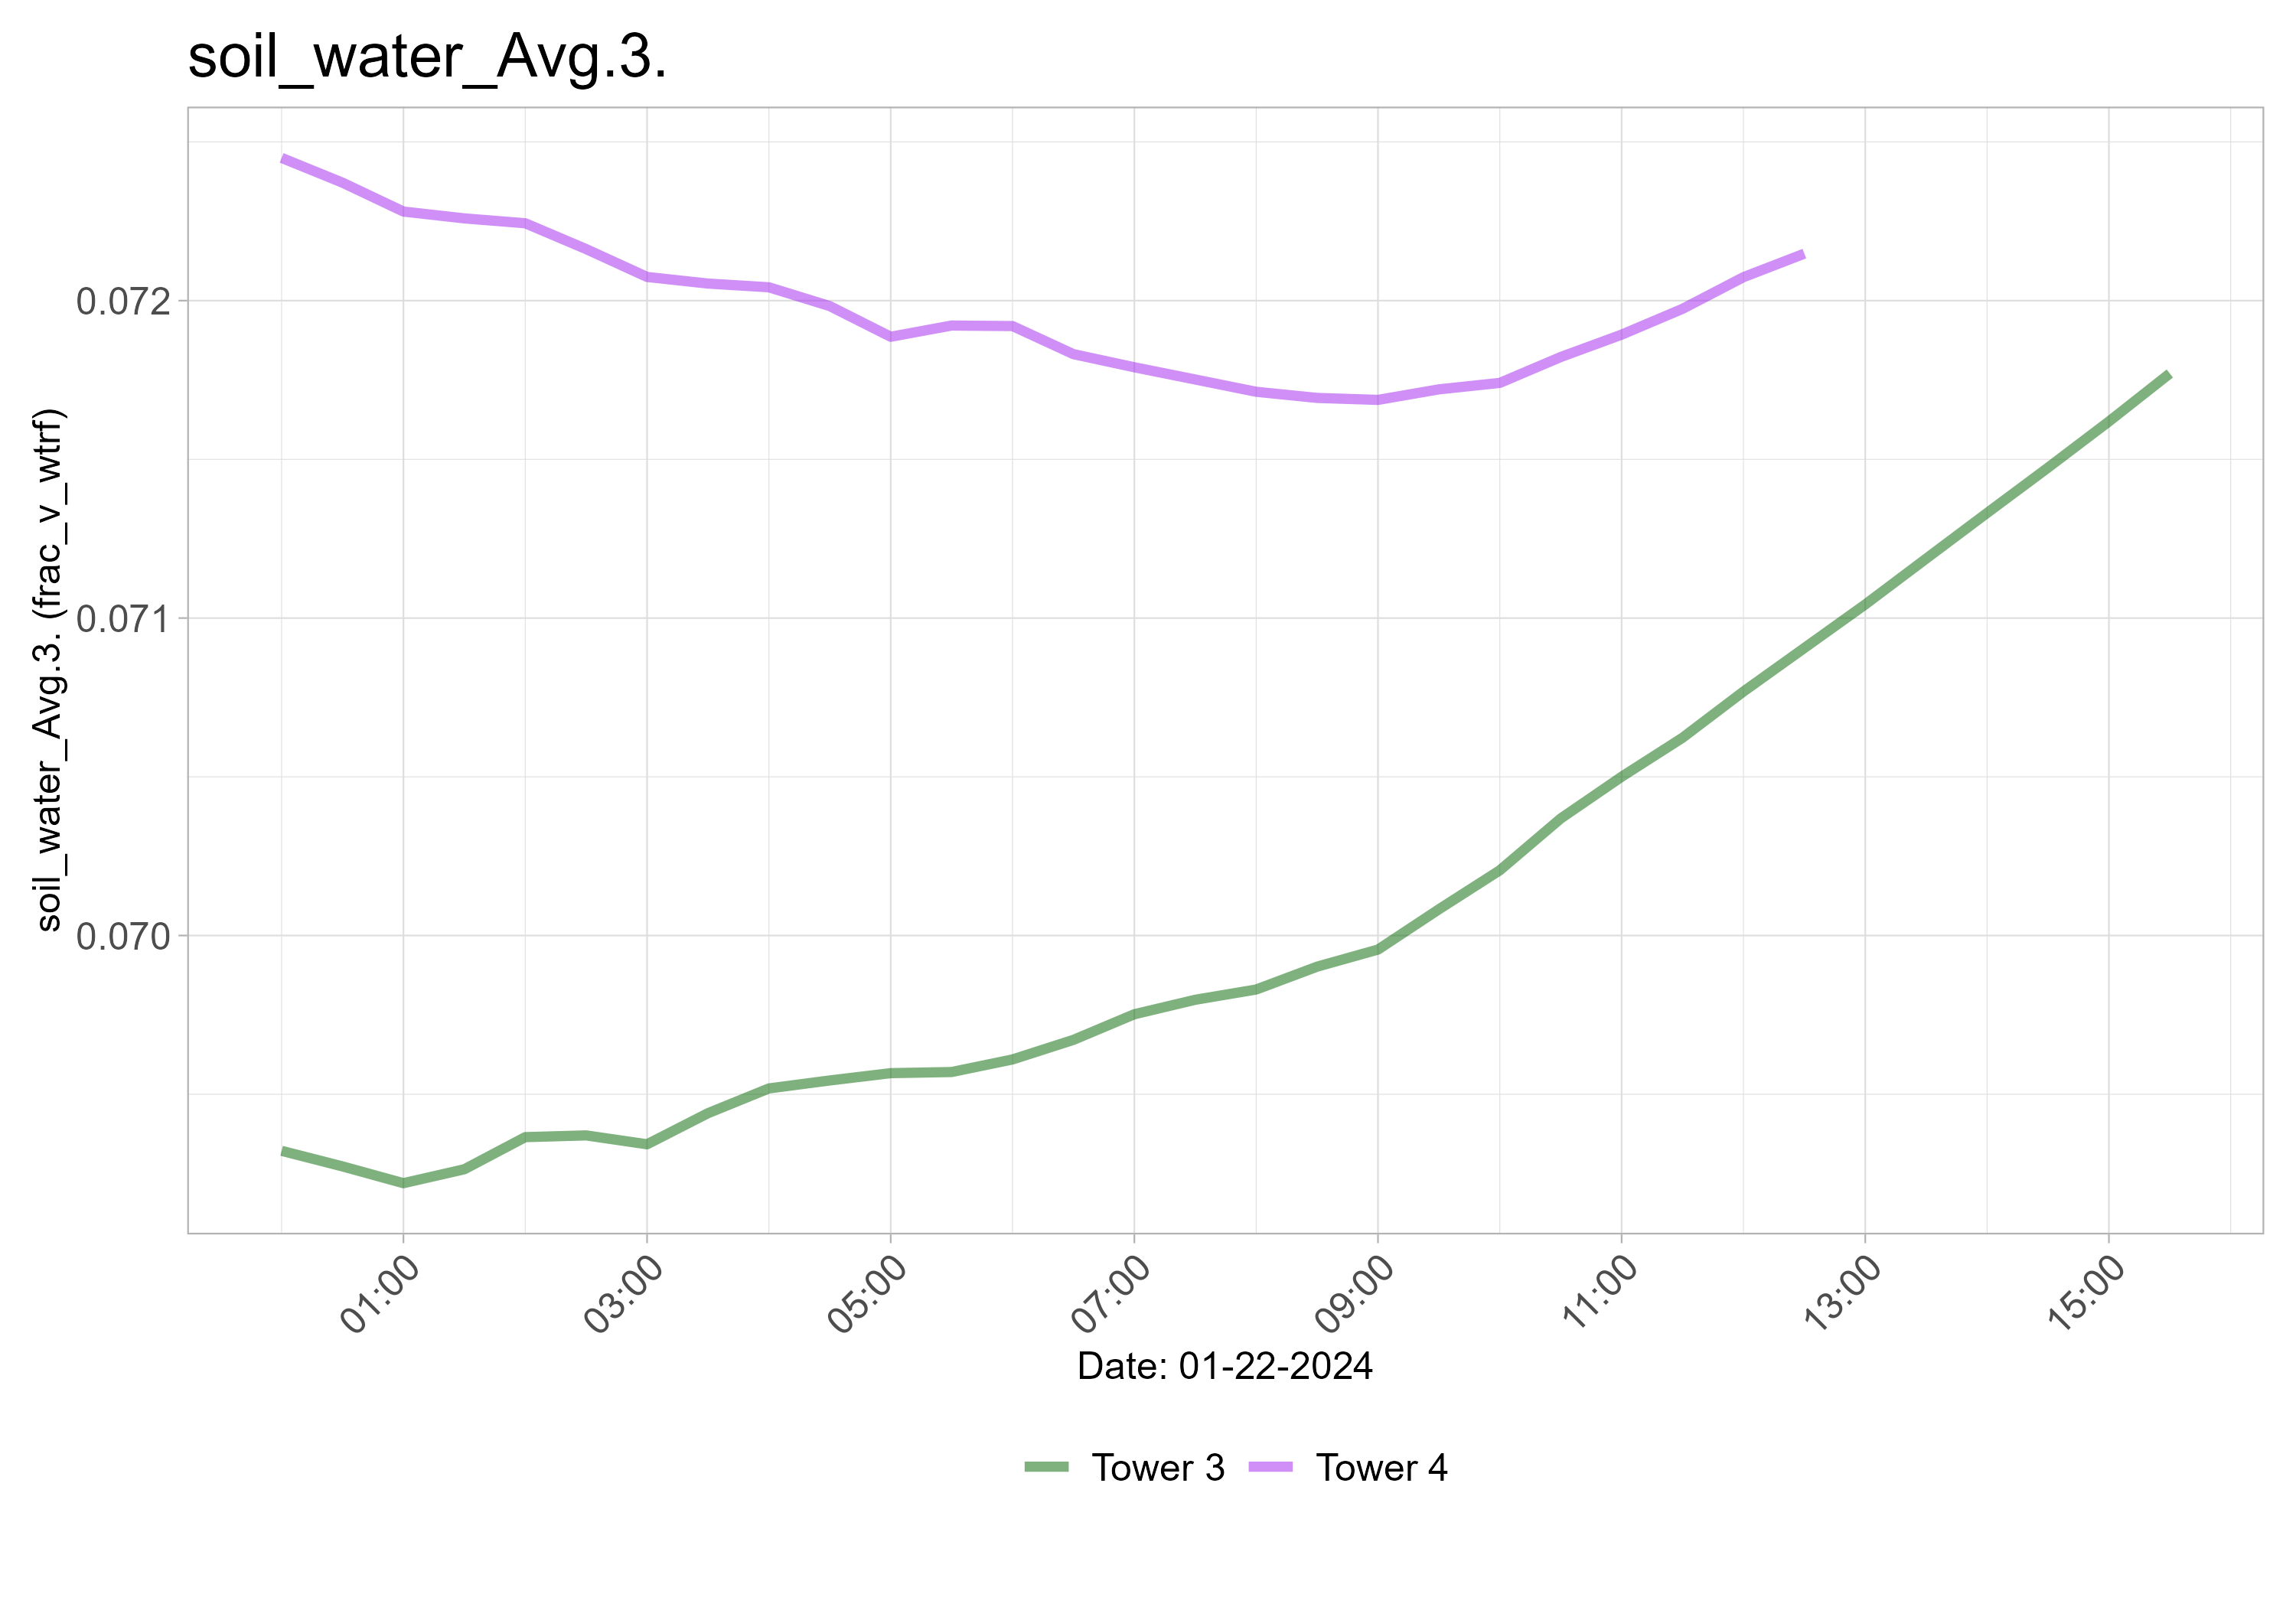 soil_water_Avg.3.
soil_water_Avg.3. (frac_v_wtrf)
0.072
0.071
0.070
01:00
03:00
05:00
07:00
09:00
11:00
13:00
15:00
Date: 01-22-2024
Tower 3
Tower 4